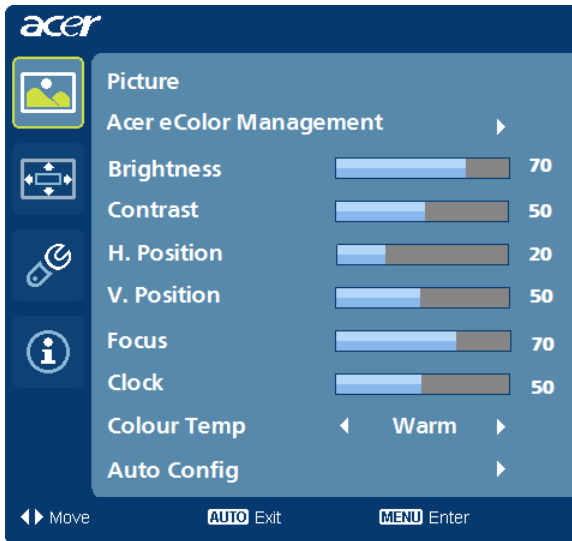 acer
Picture
Acer eColor Management
Brightness 70
Contrast 50
H. Position 20
V. Position 50
Focus 70
Clock 50
Colour Temp Warm
Auto Config
Move AUTO Exit MENU Enter